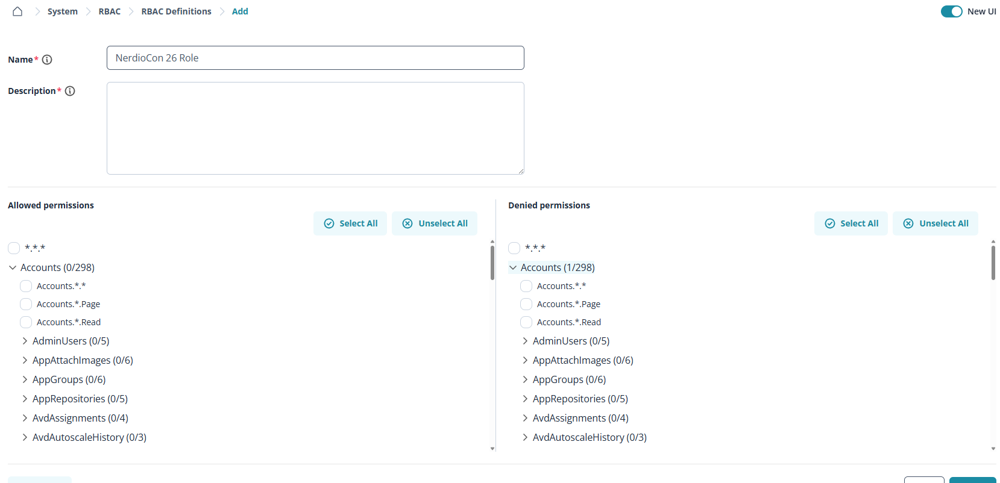 System RBAC RBAC Definitions Add New UI
Name*
NerdioCon 26 Role
Description*
Allowed permissions
Select All Unselect All
*.*.*
Accounts (0/298)
Accounts.*.*
Accounts.*.Page
Accounts.*.Read
AdminUsers (0/5)
AppAttachImages (0/6)
AppGroups (0/6)
AppRepositories (0/5)
AvdAssignments (0/4)
AvdAutoscaleHistory (0/3)
Denied permissions
Select All Unselect All
*.*.*
Accounts (1/298)
Accounts.*.*
Accounts.*.Page
Accounts.*.Read
AdminUsers (0/5)
AppAttachImages (0/6)
AppGroups (0/6)
AppRepositories (0/5)
AvdAssignments (0/4)
AvdAutoscaleHistory (0/3)